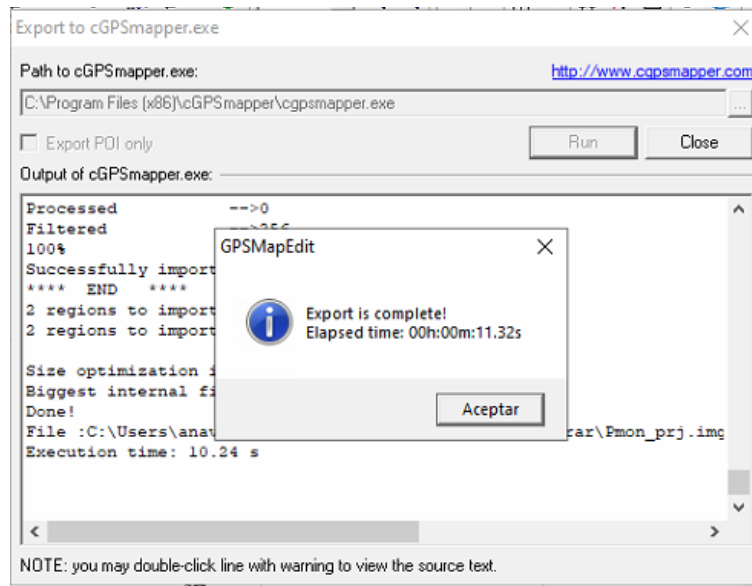 Export to cGPSmapper.exe
Path to cGPSmapper.exe:
http://www.cgpsmapper.com
C:\Program Files (x86)\cGPSmapper\cgpsmapper.exe
...
Export POI only
Run
Close
Output of cGPSmapper.exe:
Processed -->0
Filtered -->256
100%
Successfully import
**** END ****
2 regions to import
2 regions to import
Size optimization
Biggest internal
Done!
File :C:\Users\
rar\Pmon_prj.img
Execution time: 10.24 s
GPSMapEdit
Export is complete!
Elapsed time: 00h:00m:11.32s
Aceptar
NOTE: you may double-click line with warning to view the source text.